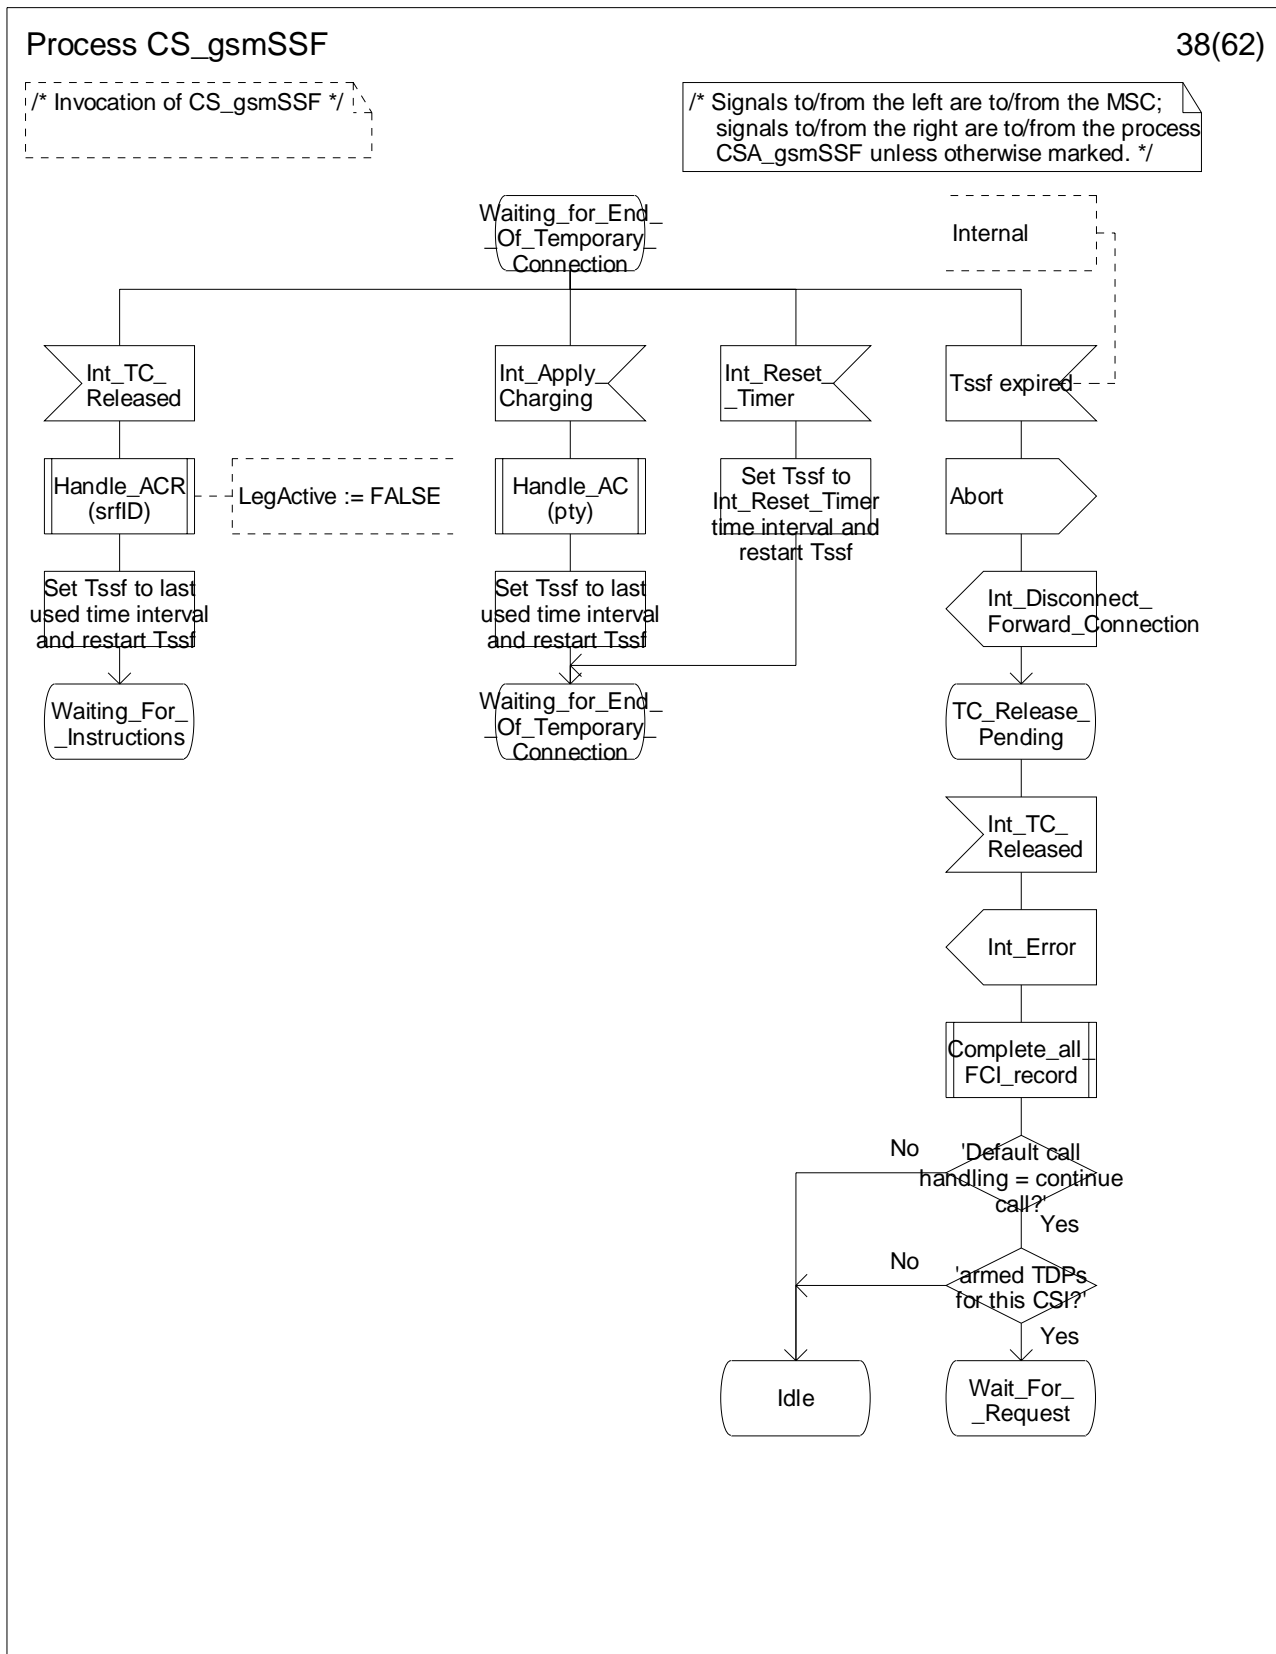 Process CS_gsmSSF
38(62)
/* Invocation of CS_gsmSSF */
/* Signals to/from the left are to/from the MSC;
signals to/from the right are to/from the process
CSA_gsmSSF unless otherwise marked. */
Waiting_for_End_
_Of_Temporary_
Connection
Internal
Int_TC_
Released
Int_Apply_
Charging
Int_Reset_
_Timer
Tssf expired
Handle_ACR
(srfID)
LegActive := FALSE
Handle_AC
(pty)
Set Tssf to
Int_Reset_Timer
time interval and
restart Tssf
Abort
Set Tssf to last
used time interval
and restart Tssf
Set Tssf to last
used time interval
and restart Tssf
Int_Disconnect_
Forward_Connection
Waiting_For_
_Instructions
Waiting_for_End_
_Of_Temporary_
Connection
TC_Release_
Pending
Int_TC_
Released
Int_Error
Complete_all_
FCI_record
No
'Default call
handling = continue
call?'
Yes
No
'armed TDPs
for this CSI?'
Yes
Idle
Wait_For_
_Request